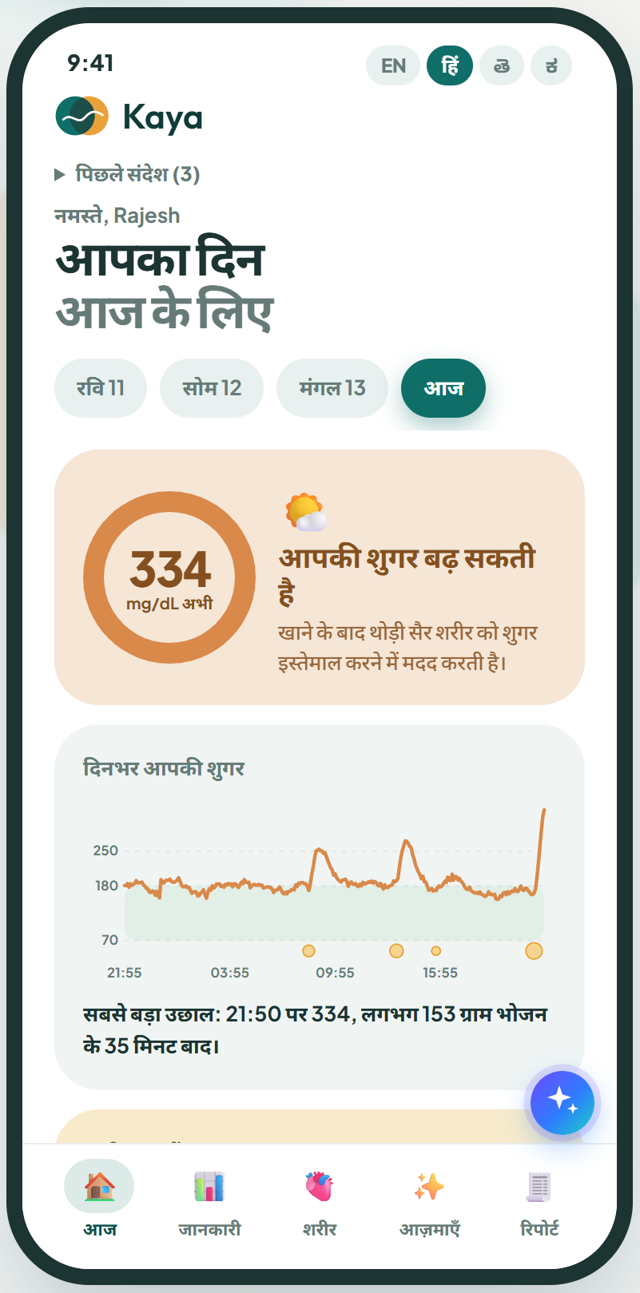 9:41
EN
हिं
తె
ಕ
Kaya
▶ पिछले संदेश (3)
नमस्ते, Rajesh
आपका दिन
आज के लिए
रवि 11
सोम 12
मंगल 13
आज
334
mg/dL अभी
आपकी शुगर बढ़ सकती
है
खाने के बाद थोड़ी सैर शरीर को शुगर
इस्तेमाल करने में मदद करती है।
दिनभर आपकी शुगर
250
180
70
21:55
03:55
09:55
15:55
सबसे बड़ा उछाल: 21:50 पर 334, लगभग 153 ग्राम भोजन
के 35 मिनट बाद।
आज
जानकारी
शरीर
आज़माएँ
रिपोर्ट